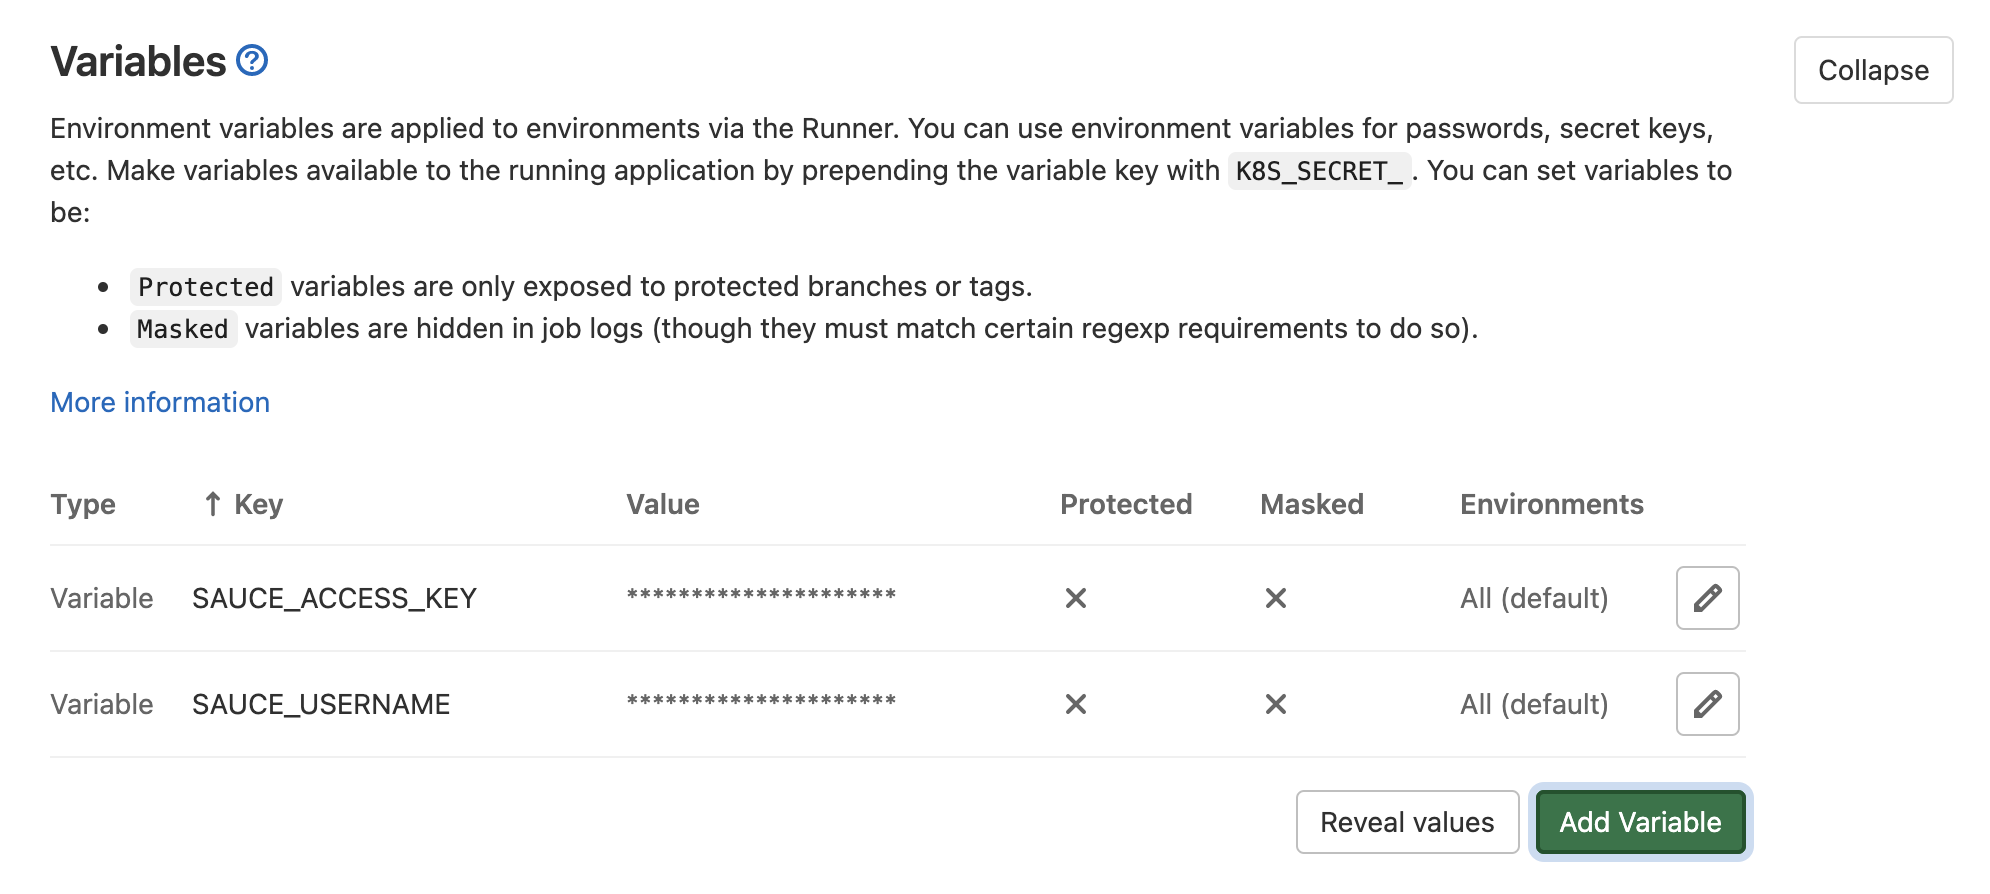 Variables
Collapse
Environment variables are applied to environments via the Runner. You can use environment variables for passwords, secret keys,
etc. Make variables available to the running application by prepending the variable key with K8S_SECRET_. You can set variables to
be:
• Protected variables are only exposed to protected branches or tags.
• Masked variables are hidden in job logs (though they must match certain regexp requirements to do so).
More information
Type ↑ Key Value Protected Masked Environments
Variable SAUCE_ACCESS_KEY ********************* × × All (default)
Variable SAUCE_USERNAME ********************* × × All (default)
Reveal values Add Variable